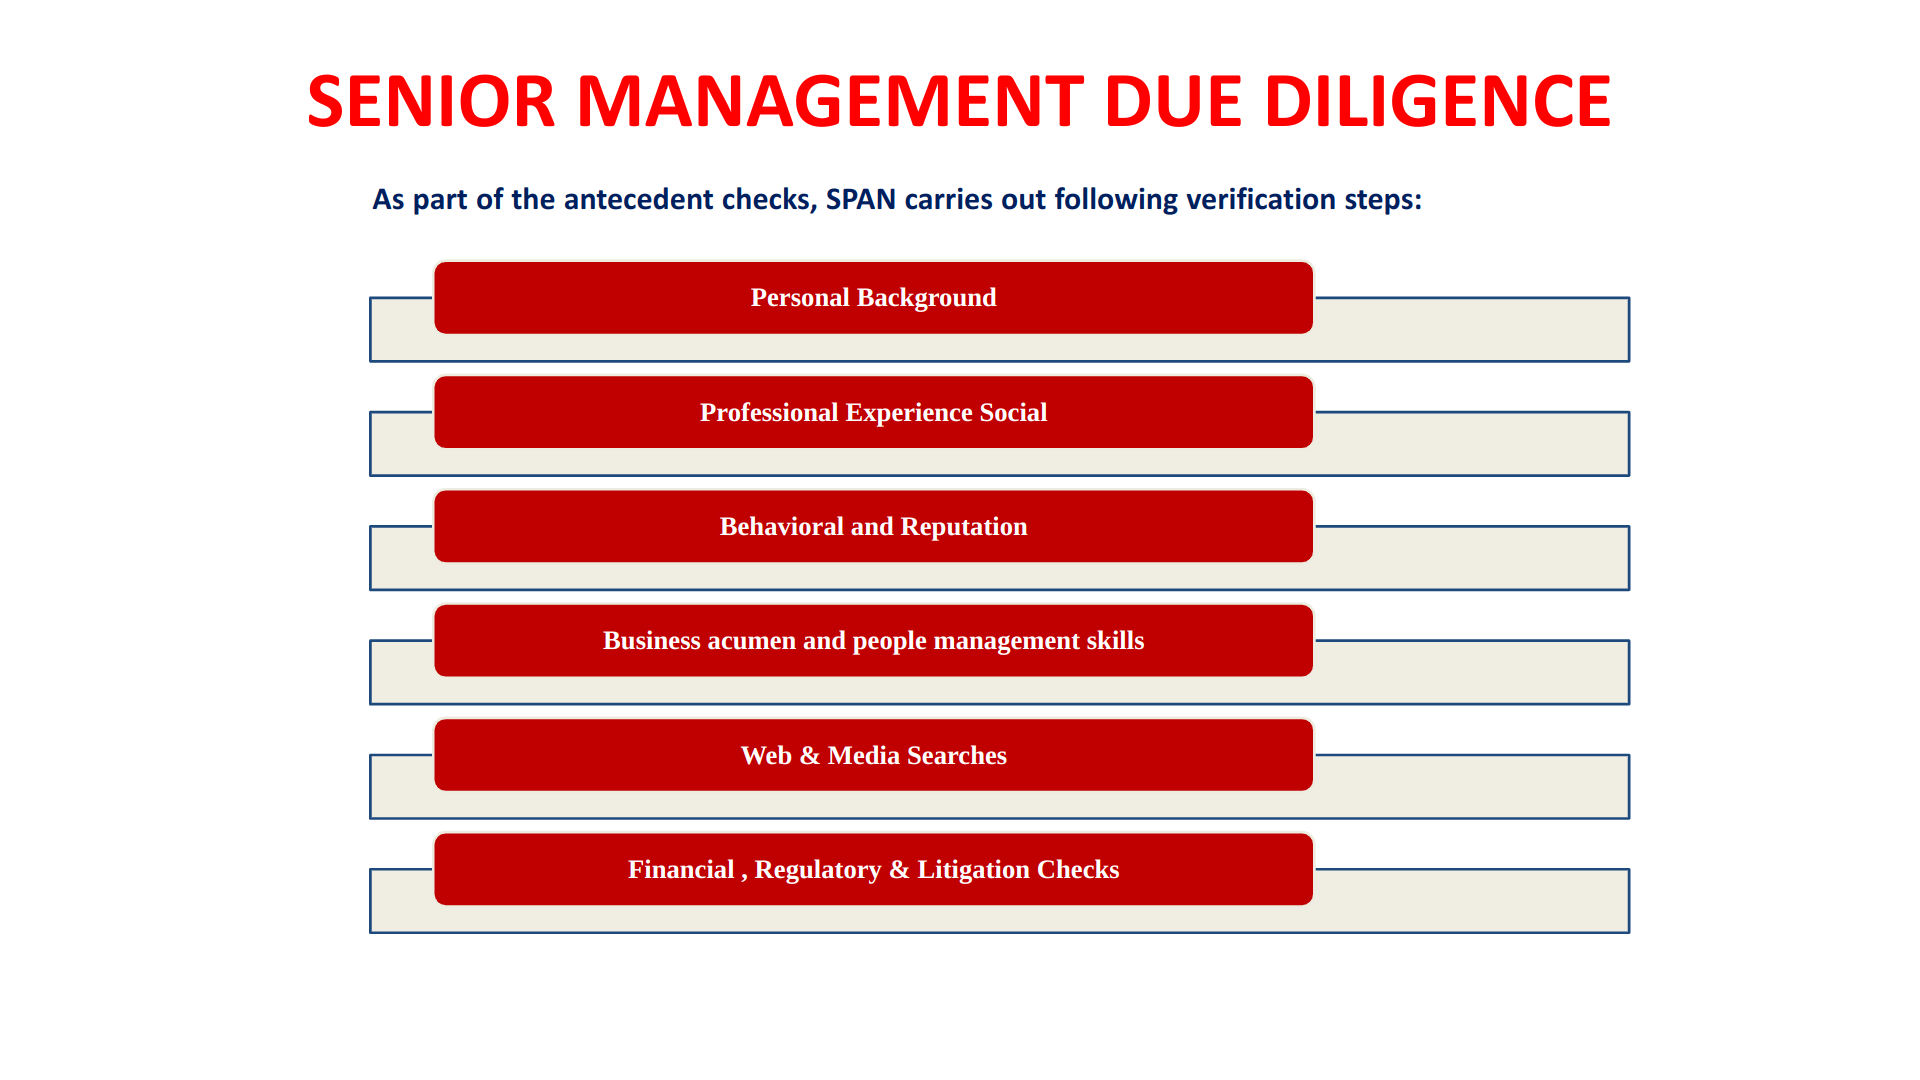 SENIOR MANAGEMENT DUE DILIGENCE
As part of the antecedent checks, SPAN carries out following verification steps:
Personal Background
Professional Experience Social
Behavioral and Reputation
Business acumen and people management skills
Web & Media Searches
Financial , Regulatory & Litigation Checks